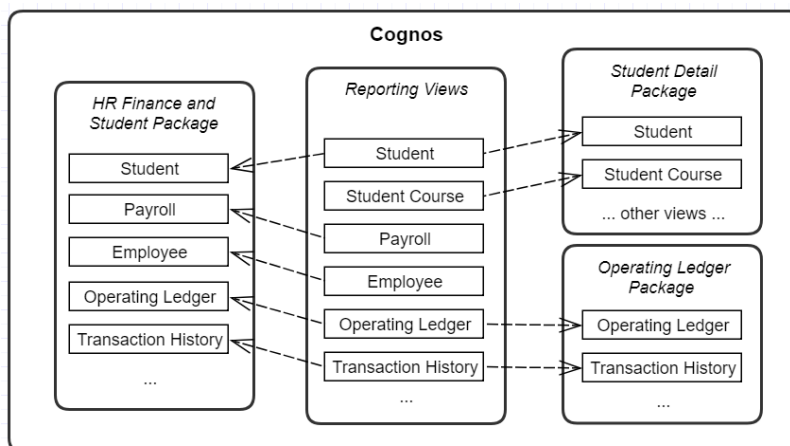 Cognos
HR Finance and
Student Package
Student
Payroll
Employee
Operating Ledger
Transaction History
...
Reporting Views
Student
Student Course
Payroll
Employee
Operating Ledger
Transaction History
...
Student Detail
Package
Student
Student Course
... other views ...
Operating Ledger
Package
Operating Ledger
Transaction History
...